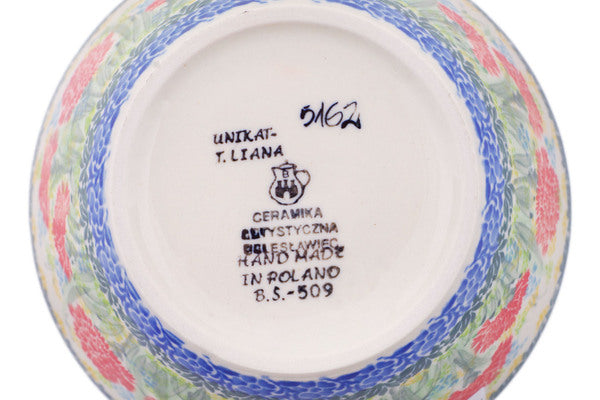 5162
UNIKAT-
T. LIANA
B
CERAMIKA
ARTYSTYCZNA
BOLESŁAWIEC
HAND MADE
IN POLAND
B.S.-509